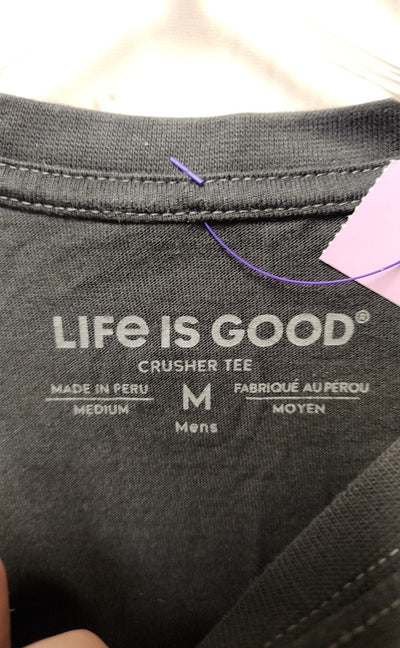 LIFE IS GOOD®
CRUSHER TEE
MADE IN PERU
MEDIUM
M
FABRIQUÉ AU PEROU
MOYEN
Mens